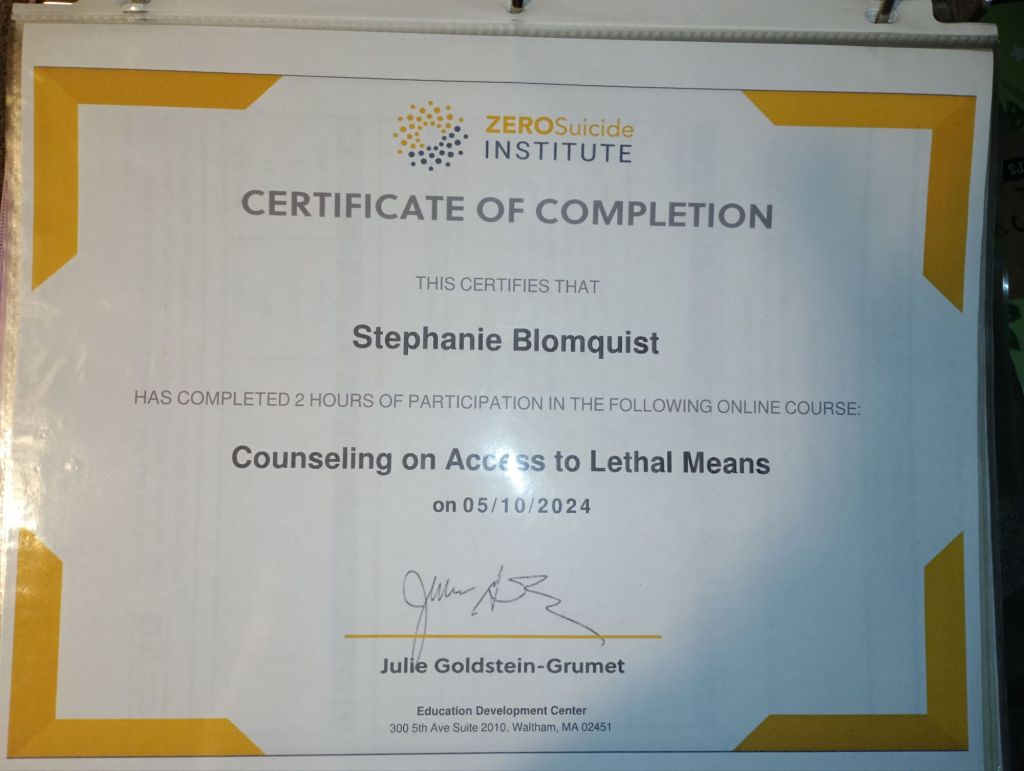 ZEROSuicide
INSTITUTE
CERTIFICATE OF COMPLETION
THIS CERTIFIES THAT
Stephanie Blomquist
HAS COMPLETED 2 HOURS OF PARTICIPATION IN THE FOLLOWING ONLINE COURSE:
Counseling on Access to Lethal Means
on 05/10/2024
Julie Goldstein-Grumet
Education Development Center
300 5th Ave Suite 2010, Waltham, MA 02451